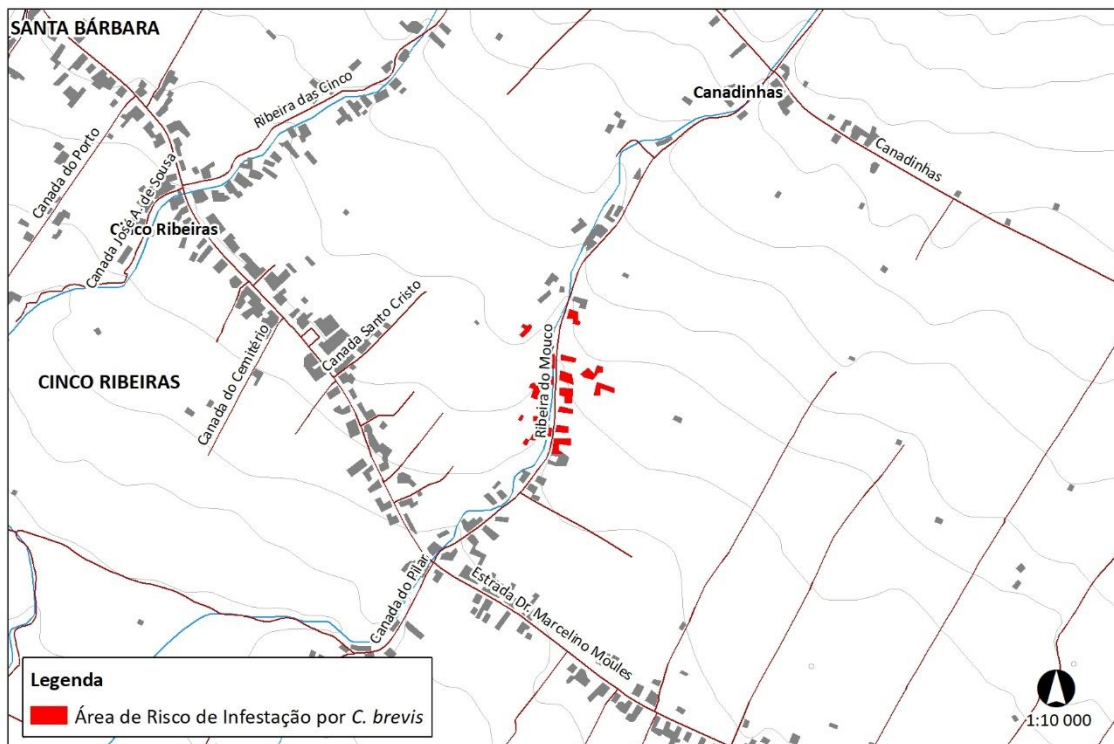 SANTA BÁRBARA
Ribeira das Cinco
Canadinhas
Canada do Porto
Canada José A. de Sousa
Canadinhas
Cinco Ribeiras
Canada Santo Cristo
Ribeira do Mouco
CINCO RIBEIRAS
Canada do Cemitério
Canada do Pilar
Estrada Dr. Marcelino Moules
Legenda
Área de Risco de Infestação por C. brevis
1:10 000